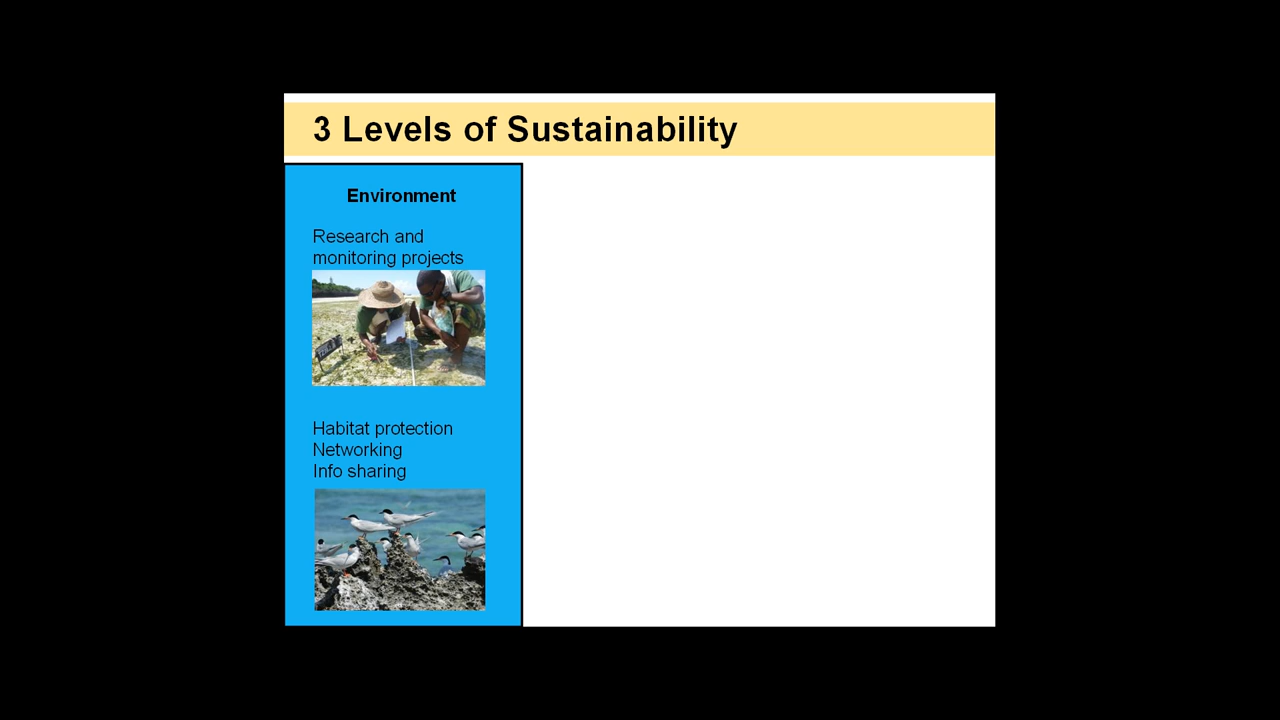 3 Levels of Sustainability
Environment
Research and
monitoring projects
Habitat protection
Networking
Info sharing